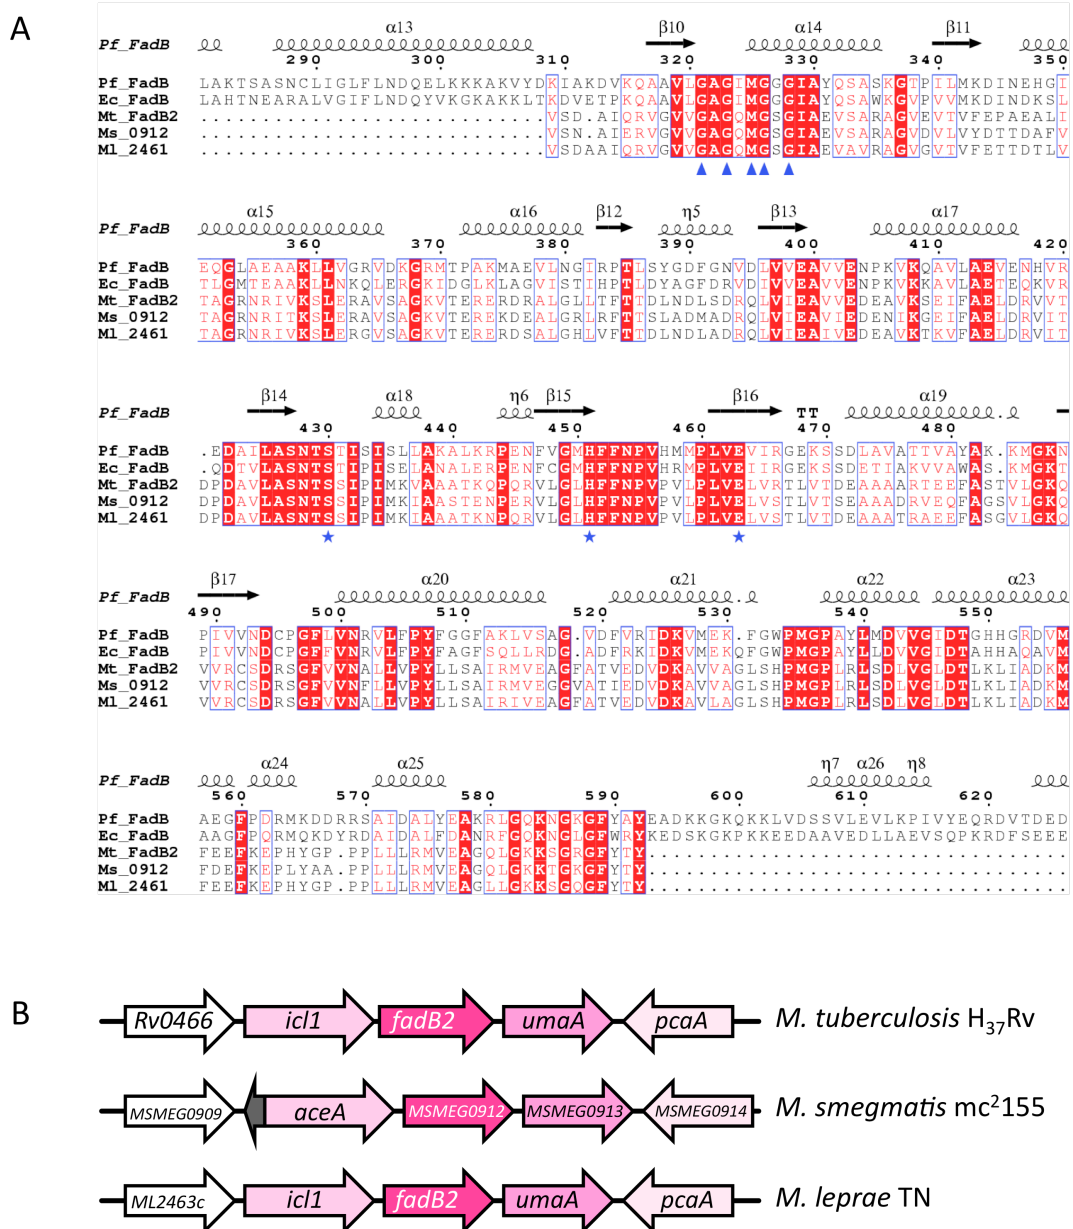 A
α13 β10 α14 β11
Pf_FadB
290 300 310 320 330 340 350
Pf_FadB LAKTSASNCLIGLFLNDQELKKKAKVYDKIAKDVKQAAVLGAGIMGGGIAYQSASKGTPILMKDINEHGI
Ec_FadB LAHTNEARALVGIFLNDQYVKGKAKKLTKDVETPKQAAVLGAGIMGGGIAYQSAWKGVPVVMKDINDKSL
Mt_FadB2 ............................VSD.AIQRVGVVGAGQMGSGIAEVSARAGVEVTVFEPAEALI
Ms_0912 ............................VSD.AIERVGVVGAGQMGSGIAEVSARAGVDVLVYDTTDAFV
Ml_2461 ............................VSDAAIQRVGVVGAGQMGSGIAEVAVRAGVGVTVFETTDTLV
α15 α16 β12 η5 β13 α17
Pf_FadB
360 370 380 390 400 410 420
Pf_FadB EQGLAEAAKLLVGRVDKGRMTPAKMAEVLNGIRPTLSYGDFGNVDLVVEAVVENPKVKQAVLAEVENHVR
Ec_FadB TLGMTEAAKLLNKQLERGKIDGLKLAGVISTIHPTLDYAGFDRVDIVVEAVVENPKVKKAVLAETEQKVR
Mt_FadB2 TAGRNRIVKSLERAVSAGKVTERERDRALGLLTFTTDLNDLSDRQLVIEAVVEDEAVKSEIFAELDRVVT
Ms_0912 TAGRNRITKSLERAVSAGKVTEREKDEALGRLRFTTSLADMADRQLVIEAVIEDENIKGEIFAELDRVIT
Ml_2461 TAGRNRIVKSLERGVSAGKVTERERDSALGHLVFTTDLNDLADRQLVIEAIVEDEAVKTKVFAELDRVIT
β14 α18 η6 β15 β16 TT α19
Pf_FadB
430 440 450 460 470 480
Pf_FadB .EDAILASNTSTISISLLAKALKRPENFVGMHFFNPVHMMPLVEVIRGEKSSDLAVATTVAYAK.KMGKN
Ec_FadB .QDTVLASNTSTIPISELANALERPENFCGMHFFNPVHRMPLVEIIRGEKSSDETIAKVVAWAS.KMGKT
Mt_FadB2 DPDAVLASNTSSIPIMKVAAATKQPQRVLGLHFFNPVPVLPLVELVRTLVTSEAAAARTEEFASTVLGKQ
Ms_0912 DPDAVLASNTSSIPIMKIAASTENPERVLGLHFFNPVPVLPLVELVRTLVTSEAAADRVEQFAGSVLGKQ
Ml_2461 DPDAVLASNTSSIPIMKIAAATKNPQRVLGLHFFNPVPVLPLVELVSTLVTDEAAATRAEEFASGVLGKQ
β17 α20 α21 α22 α23
Pf_FadB
490 500 510 520 530 540 550
Pf_FadB PIVVNDCPGFLVNRVLFPYFGGFAKLVSAG.VDFVRIDKVMEK.FGWPMGPAYLMDVVGIDTGHHGRDVM
Ec_FadB PIVVNDCPGFFVNRVLFPYFAGFSQLLRDG.ADFRKIDKVMEKQFGWPMGPAYLLDVVGIDTAHHAQAVM
Mt_FadB2 VVRCSDRSGFVVNALLVPYLLSAIRMVEAGFATVEDVDKAVVAGLSHPMGPLRLSDLVGLDTLKLIADKM
Ms_0912 VVRCSDRSGFVVNFLLVPYLLSAIRMVEGGVATIEDVDKAVVAGLSHPMGPLRLSDLVGLDTLKLIADKM
Ml_2461 VVRCSDRSGFVVNALLVPYLLSAIRIVEAGFATVEDVDKAVLAGLSHPMGPLRLSDLVGLDTLKLIADKM
α24 α25 η7 α26 η8
Pf_FadB
560 570 580 590 600 610 620
Pf_FadB AEGFPDRMKDDRRSAIDALYEAKRLGQKNGKGFYAYEADKKGKQKKLVDSSVLEVLKPIVYEQRDVTDED
Ec_FadB AAGFPQRMQKDYRDAIDALFDANRFGQKNGLGFWRYKEDSKGKPKKEEDAAVEDLLAEVSQPKRDFSEEE
Mt_FadB2 FEEFKEPHYGP.PPLLLRMVEAGQLGKKSGRGFYTY..................................
Ms_0912 FDEFKEPLYAA.PPLLLRMVEAGQLGKKTGKGFYTY..................................
Ml_2461 FEEFKEPHYGP.PPLLLRMVEAGLLGKKSGQGFYTY..................................
B
Rv0466 icl1 fadB2 umaA pcaA M. tuberculosis H37Rv
MSMEG0909 aceA MSMEG0912 MSMEG0913 MSMEG0914 M. smegmatis mc²155
ML2463c icl1 fadB2 umaA pcaA M. leprae TN